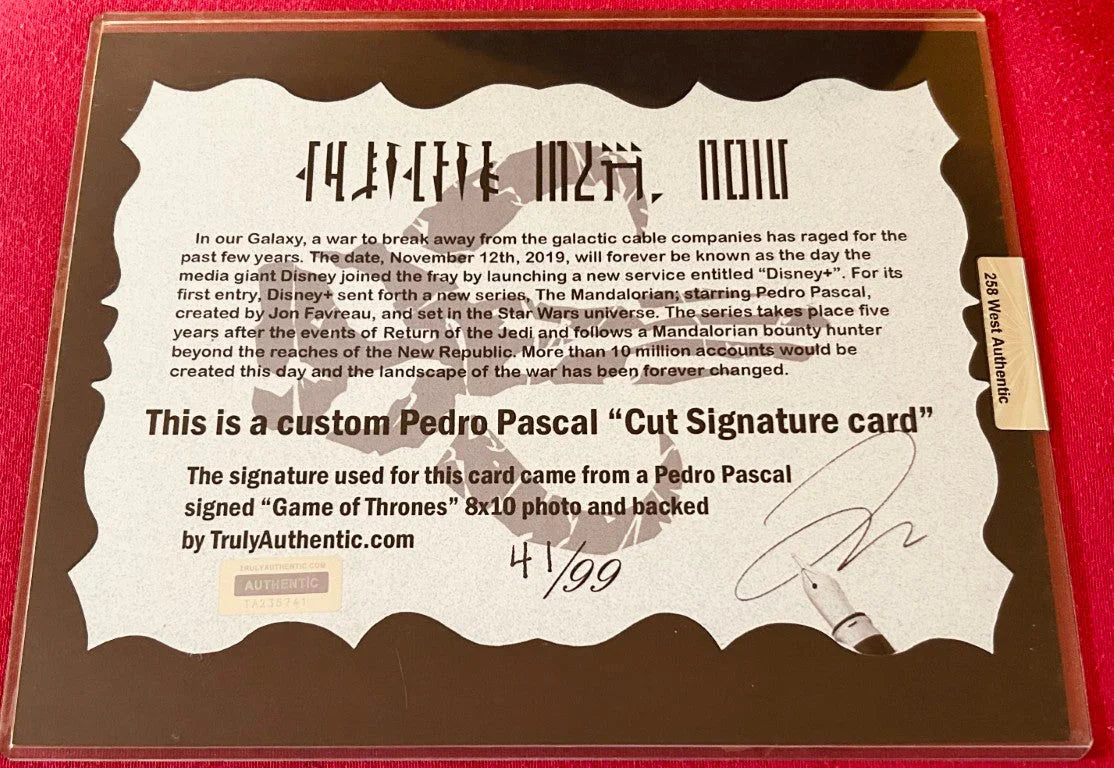 In our Galaxy, a war to break away from the galactic cable companies has raged for the
past few years. The date, November 12th, 2019, will forever be known as the day the
media giant Disney joined the fray by launching a new service entitled “Disney+”. For its
first entry, Disney+ sent forth a new series, The Mandalorian; starring Pedro Pascal,
created by Jon Favreau, and set in the Star Wars universe. The series takes place five
years after the events of Return of the Jedi and follows a Mandalorian bounty hunter
beyond the reaches of the New Republic. More than 10 million accounts would be
created this day and the landscape of the war has been forever changed.
This is a custom Pedro Pascal “Cut Signature card”
The signature used for this card came from a Pedro Pascal
signed “Game of Thrones” 8x10 photo and backed
by TrulyAuthentic.com
41/99
TRULYAUTHENTIC.COM
AUTHENTIC
TA235741
258 West Authentic